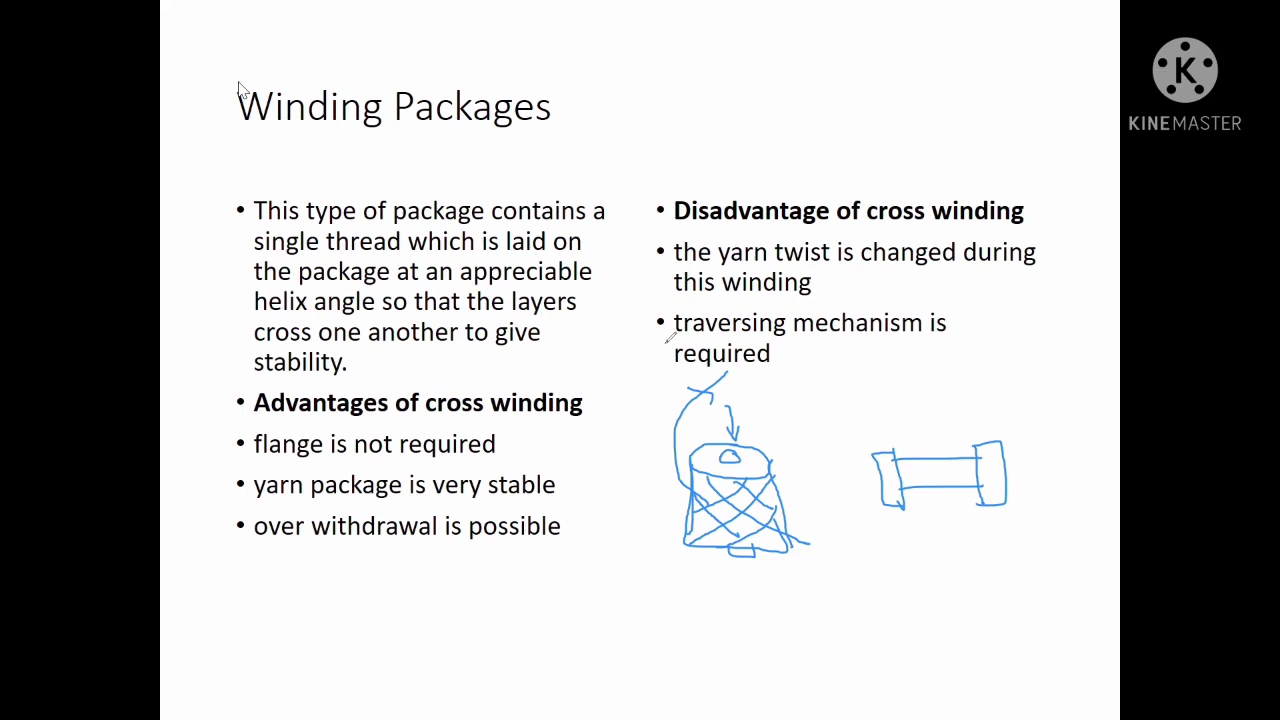 Winding Packages
• This type of package contains a
single thread which is laid on
the package at an appreciable
helix angle so that the layers
cross one another to give
stability.
• Advantages of cross winding
• flange is not required
• yarn package is very stable
• over withdrawal is possible
• Disadvantage of cross winding
• the yarn twist is changed during
this winding
• traversing mechanism is
required
K
KINEMASTER